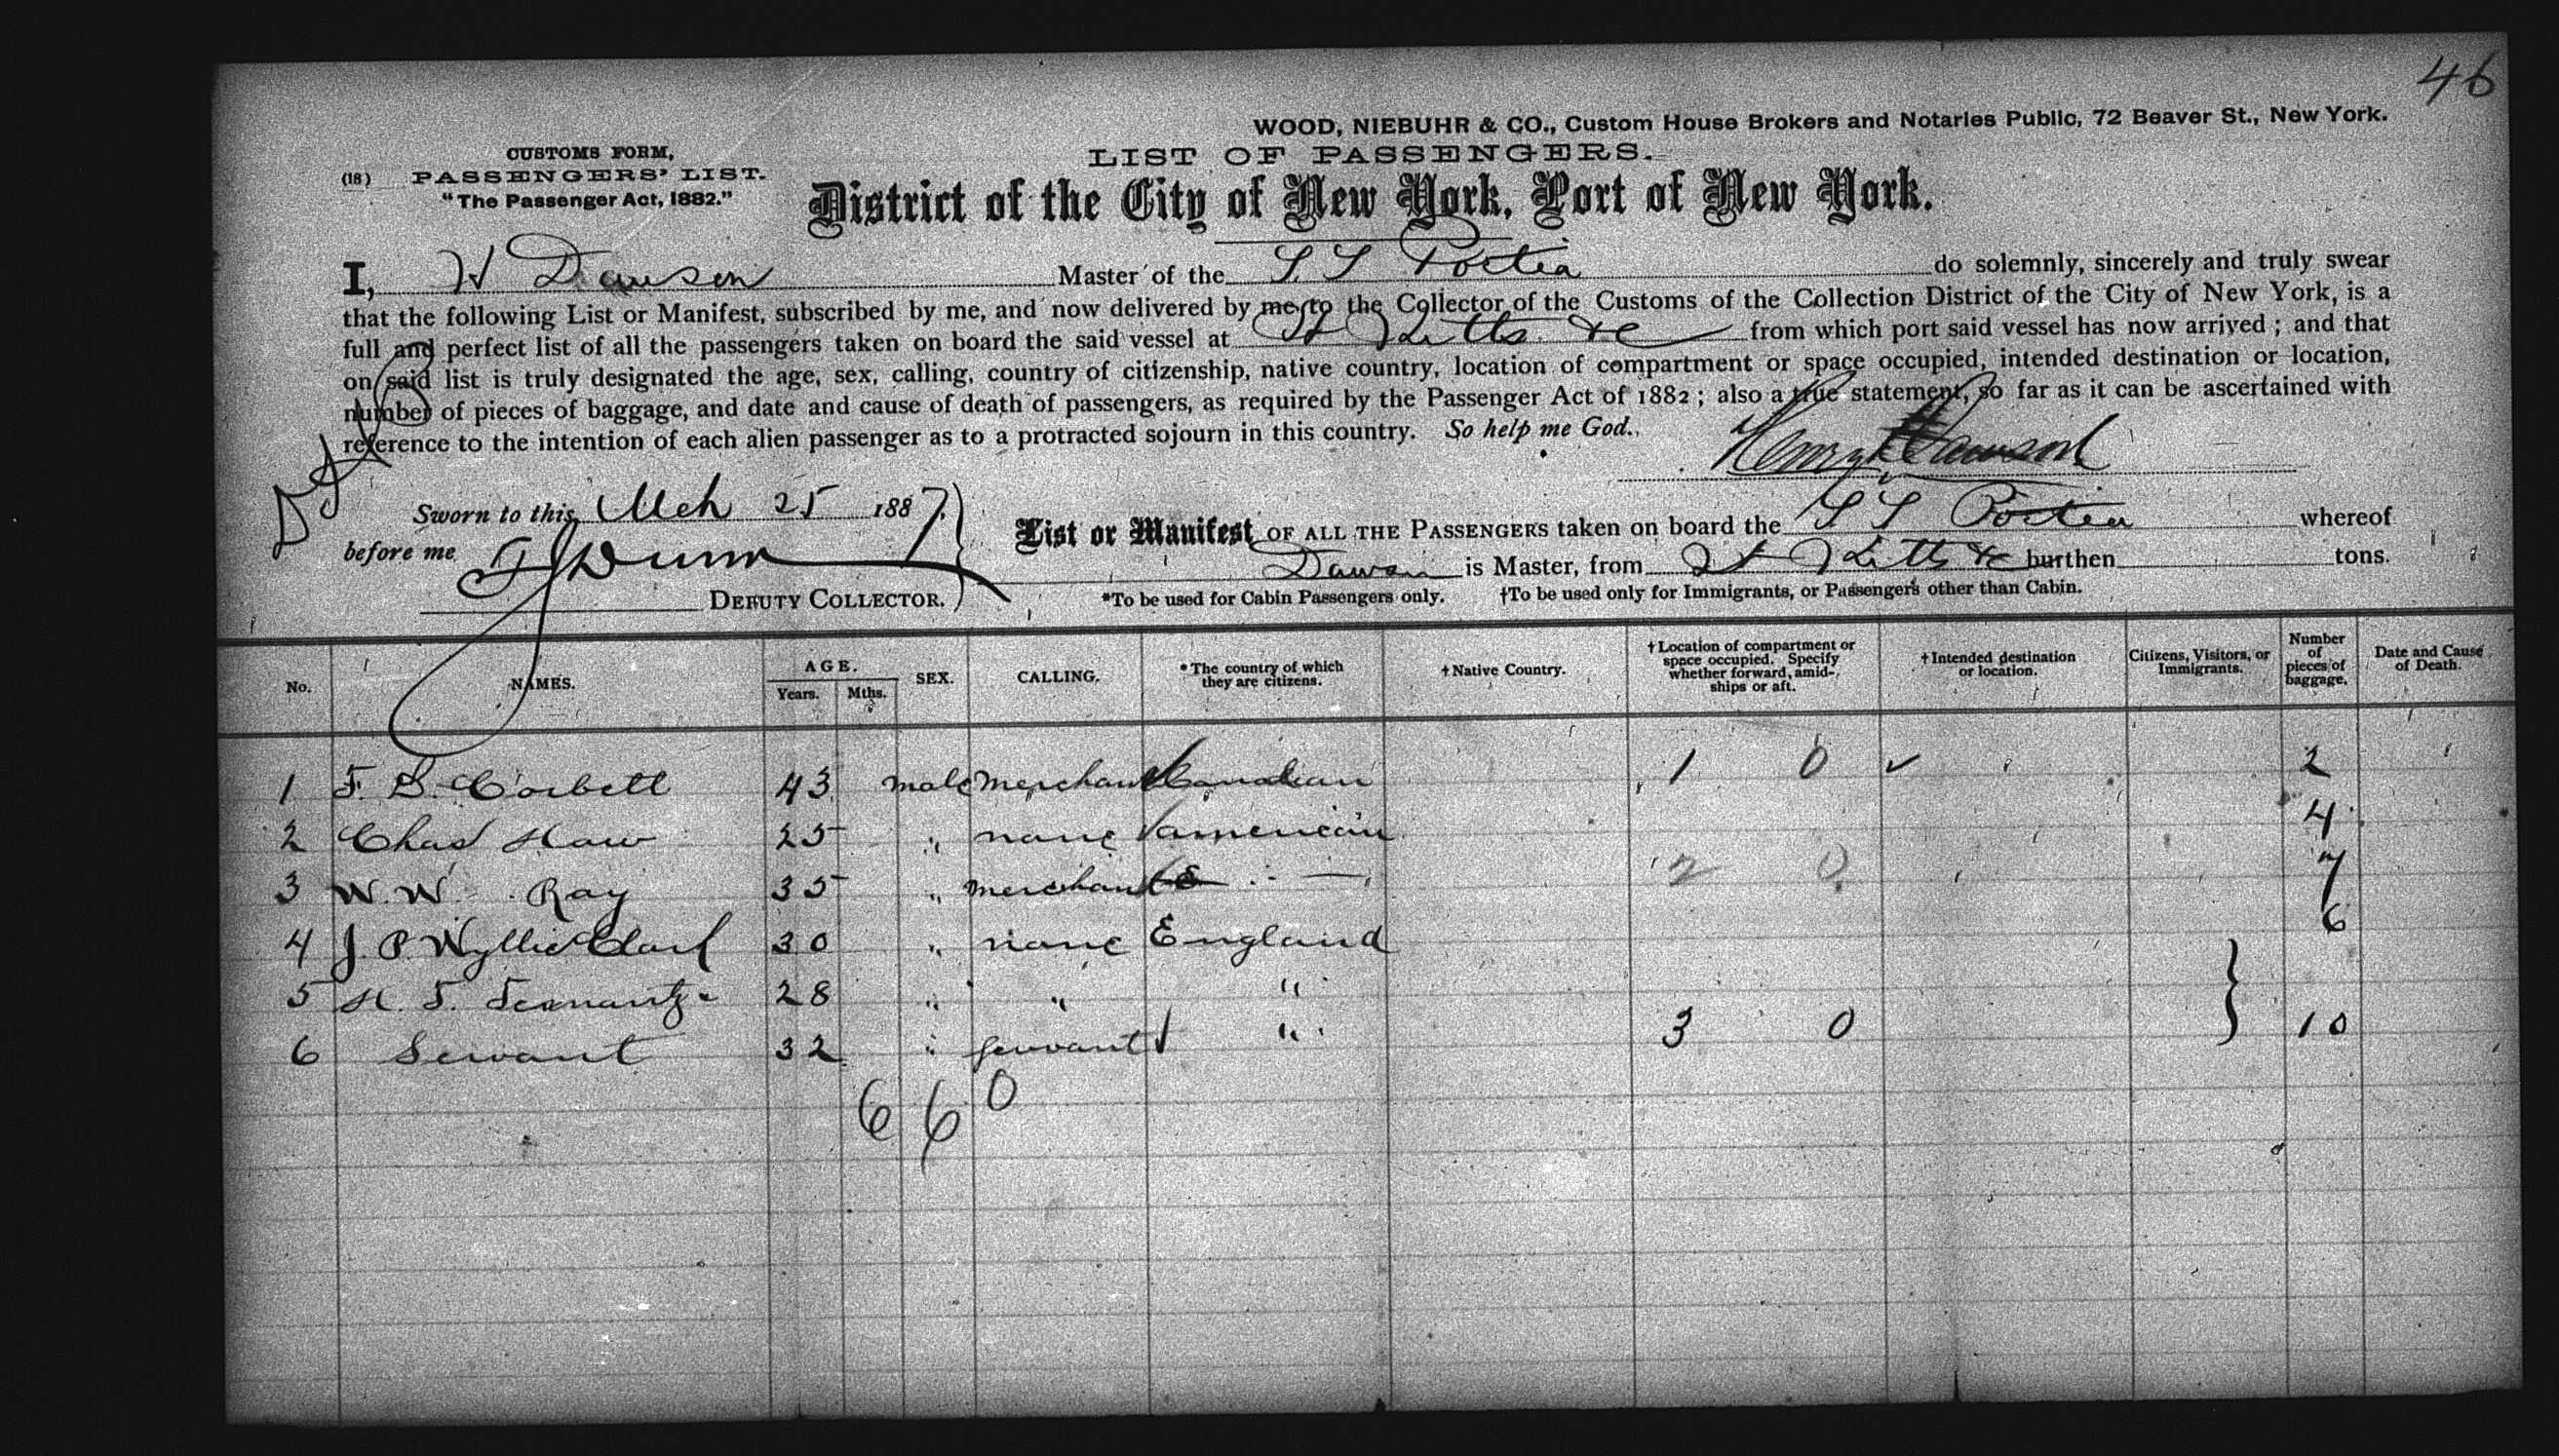 46
WOOD, NIEBUHR & CO., Custom House Brokers and Notaries Public, 72 Beaver St., New York.
CUSTOMS FORM,
(18) PASSENGERS' LIST.
"The Passenger Act, 1882."
LIST OF PASSENGERS.
District of the City of New York, Port of New York.
I, H Dawson Master of the S. S Portia do solemnly, sincerely and truly swear
that the following List or Manifest, subscribed by me, and now delivered by me to the Collector of the Customs of the Collection District of the City of New York, is a
full and perfect list of all the passengers taken on board the said vessel at St Kitts &c from which port said vessel has now arrived; and that
on said list is truly designated the age, sex, calling, country of citizenship, native country, location of compartment or space occupied, intended destination or location,
number of pieces of baggage, and date and cause of death of passengers, as required by the Passenger Act of 1882; also a true statement, so far as it can be ascertained with
reference to the intention of each alien passenger as to a protracted sojourn in this country. So help me God.
Henry Dawson
Sworn to this Mch 25 1887.
before me
DEPUTY COLLECTOR.
List or Manifest OF ALL THE PASSENGERS taken on board the S S Portia whereof
Dawson is Master, from St Kitts &c burthen tons.
*To be used for Cabin Passengers only. †To be used only for Immigrants, or Passengers other than Cabin.
No. NAMES. AGE. Years. Mths. SEX. CALLING. *The country of which they are citizens. †Native Country. †Location of compartment or space occupied. Specify whether forward, amidships or aft. †Intended destination or location. Citizens, Visitors, or Immigrants. Number of pieces of baggage. Date and Cause of Death.
1 F. S. Corbett 43 male merchant Canadian 1 0 ✓ 2
2 Chas Haw 25 " none american 4
3 W. W. Ray 35 " merchant " 2 0 7
4 J. P. Wyllie Clark 30 " none England 6
5 H. F. 28 " " "
6 Servant 32 " servant " 3 0 } 10
6 6 0